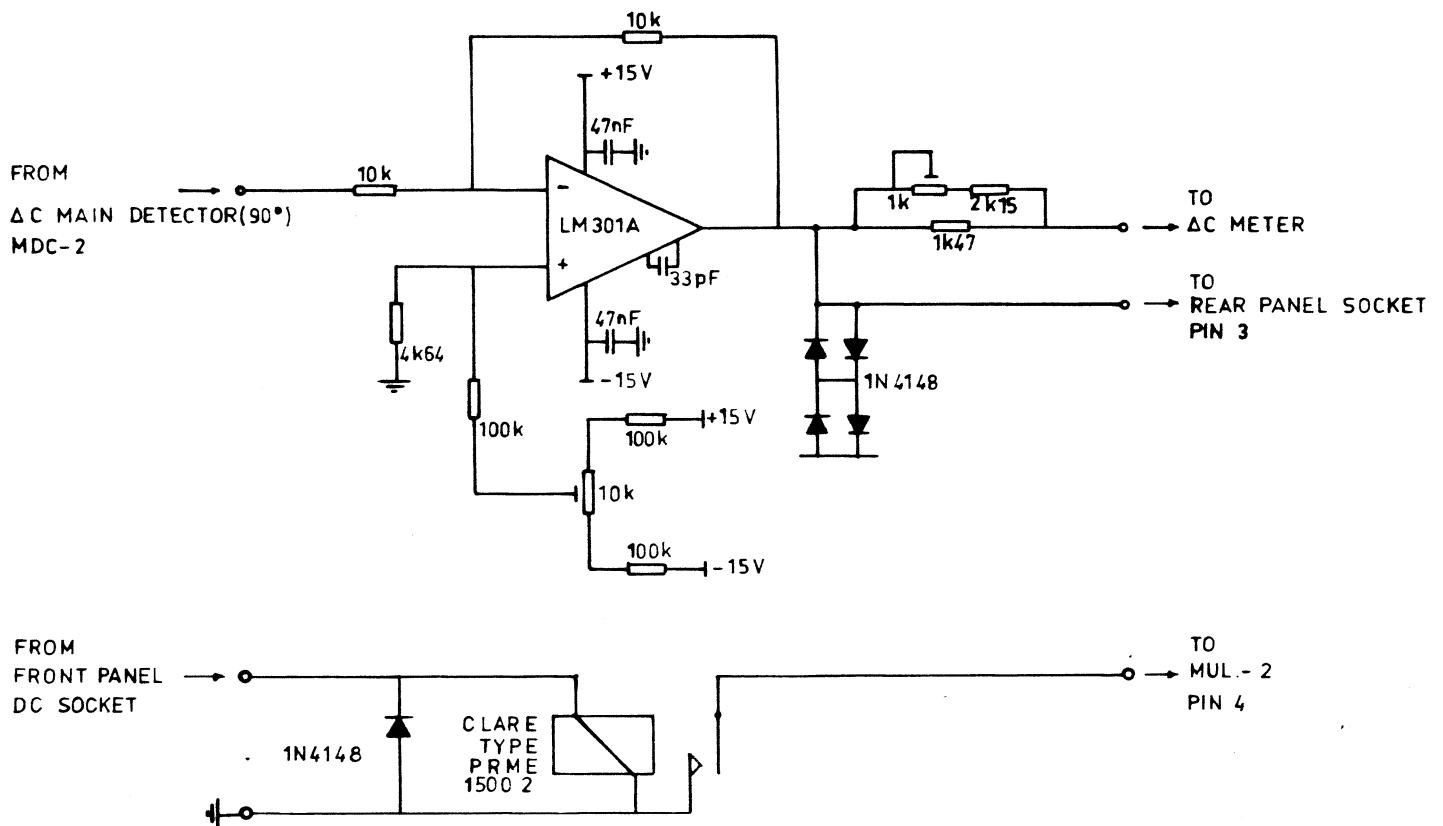 10k
+15V
47nF
FROM
ΔC MAIN DETECTOR(90°)
MDC-2
10k
−
LM301A
+
33pF
1k
2k15
1k47
TO
ΔC METER
TO
REAR PANEL SOCKET
PIN 3
4k64
47nF
-15V
1N4148
100k
100k
+15V
10k
100k
-15V
FROM
FRONT PANEL
DC SOCKET
1N4148
CLARE
TYPE
PRME
1500 2
TO
MUL.-2
PIN 4